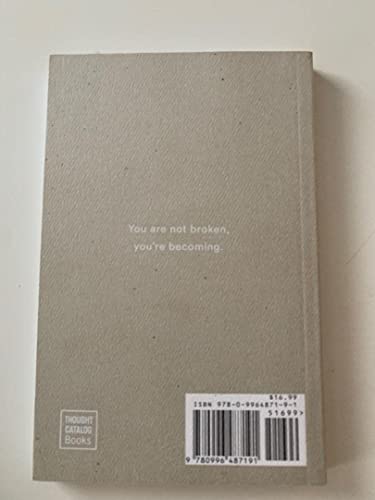 You are not broken,
you're becoming.
THOUGHT
CATALOG
Books
$16.99
ISBN 978-0-9964871-9-1
51699>
9 780996 487191